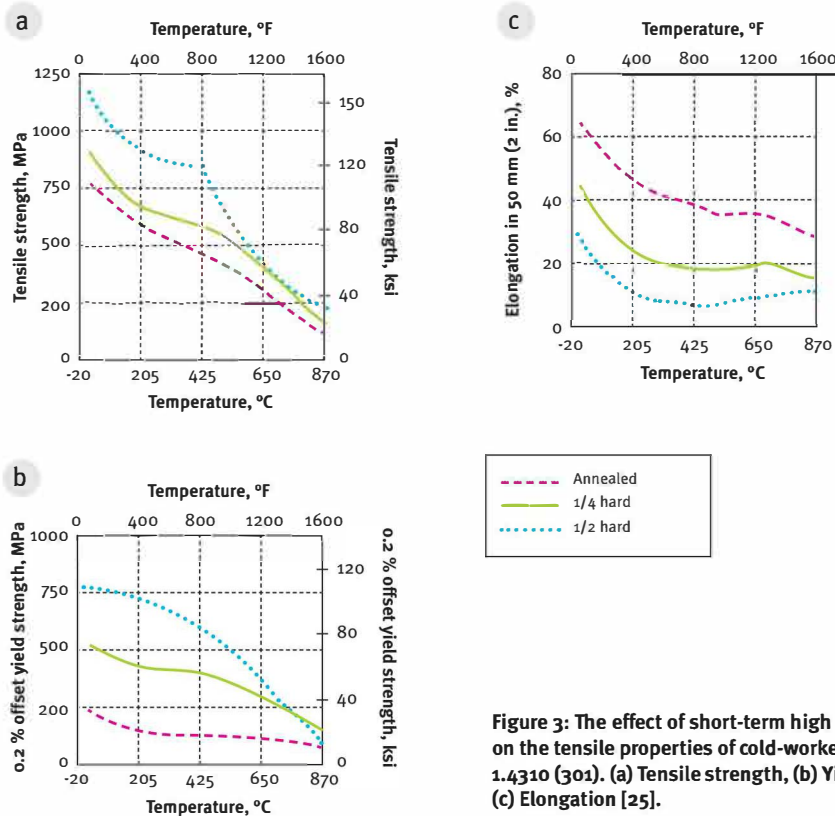 a
Temperature, °F
0 400 800 1200 1600
1250
1000
750
500
200
0
Tensile strength, MPa
150
120
80
40
0
Tensile strength, ksi
-20 205 425 650 870
Temperature, °C
c
Temperature, °F
0 400 800 1200 1600
80
60
40
20
0
Elongation in 50 mm (2 in.), %
-20 205 425 650 870
Temperature, °C
b
Temperature, °F
0 400 800 1200 1600
1000
750
500
200
0
0.2 % offset yield strength, MPa
120
80
40
0
0.2 % offset yield strength, ksi
-20 205 425 650 870
Temperature, °C
Annealed
1/4 hard
1/2 hard
Figure 3: The effect of short-term high
on the tensile properties of cold-worke
1.4310 (301). (a) Tensile strength, (b) Yi
(c) Elongation [25].